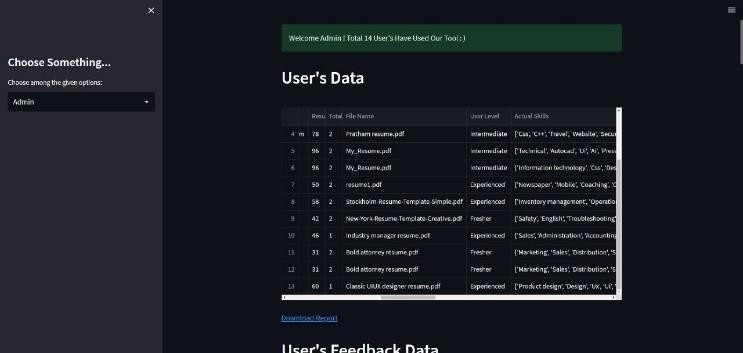 Welcome Admin ! Total 14 User's Have Used Our Tool : )
Choose Something...
Choose among the given options:
Admin
User's Data
Resu Total File Name User Level Actual Skills
4 m 78 2 Pratham resume.pdf Intermediate ['Css', 'C++', 'Travel', 'Website', 'Secur
5 96 2 My_Resume.pdf Intermediate ['Technical', 'Autocad', 'Ui', 'Ai', 'Prese
6 96 2 My_Resume.pdf Intermediate ['Information technology', 'Css', 'Des
7 50 2 resume1.pdf Experienced ['Newspaper', 'Mobile', 'Coaching', 'C
8 58 2 Stockholm-Resume-Template-Simple.pdf Experienced ['Inventory management', 'Operation
9 42 2 New-York-Resume-Template-Creative.pdf Fresher ['Safety', 'English', 'Troubleshooting'
10 46 1 Industry manager resume.pdf Experienced ['Sales', 'Administration', 'Accounting
11 31 2 Bold attorney resume.pdf Fresher ['Marketing', 'Sales', 'Distribution', 'S
12 31 2 Bold attorney resume.pdf Fresher ['Marketing', 'Sales', 'Distribution', 'S
13 60 1 Classic UIUX designer resume.pdf Experienced ['Product design', 'Design', 'Ux', 'Ui', '
Download Report
User's Feedback Data